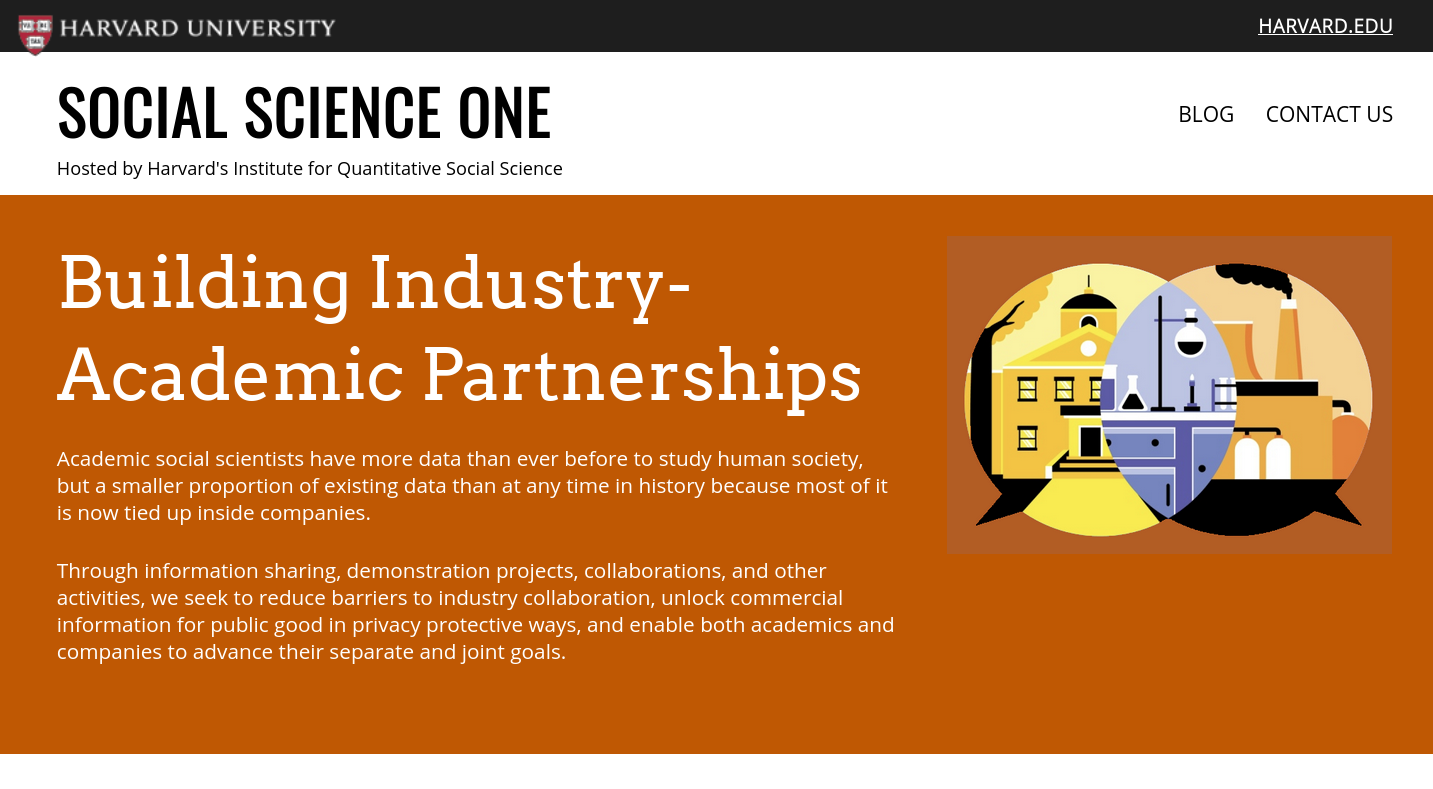 HARVARD UNIVERSITY
HARVARD.EDU
SOCIAL SCIENCE ONE
BLOG
CONTACT US
Hosted by Harvard's Institute for Quantitative Social Science
Building Industry-
Academic Partnerships
Academic social scientists have more data than ever before to study human society,
but a smaller proportion of existing data than at any time in history because most of it
is now tied up inside companies.
Through information sharing, demonstration projects, collaborations, and other
activities, we seek to reduce barriers to industry collaboration, unlock commercial
information for public good in privacy protective ways, and enable both academics and
companies to advance their separate and joint goals.